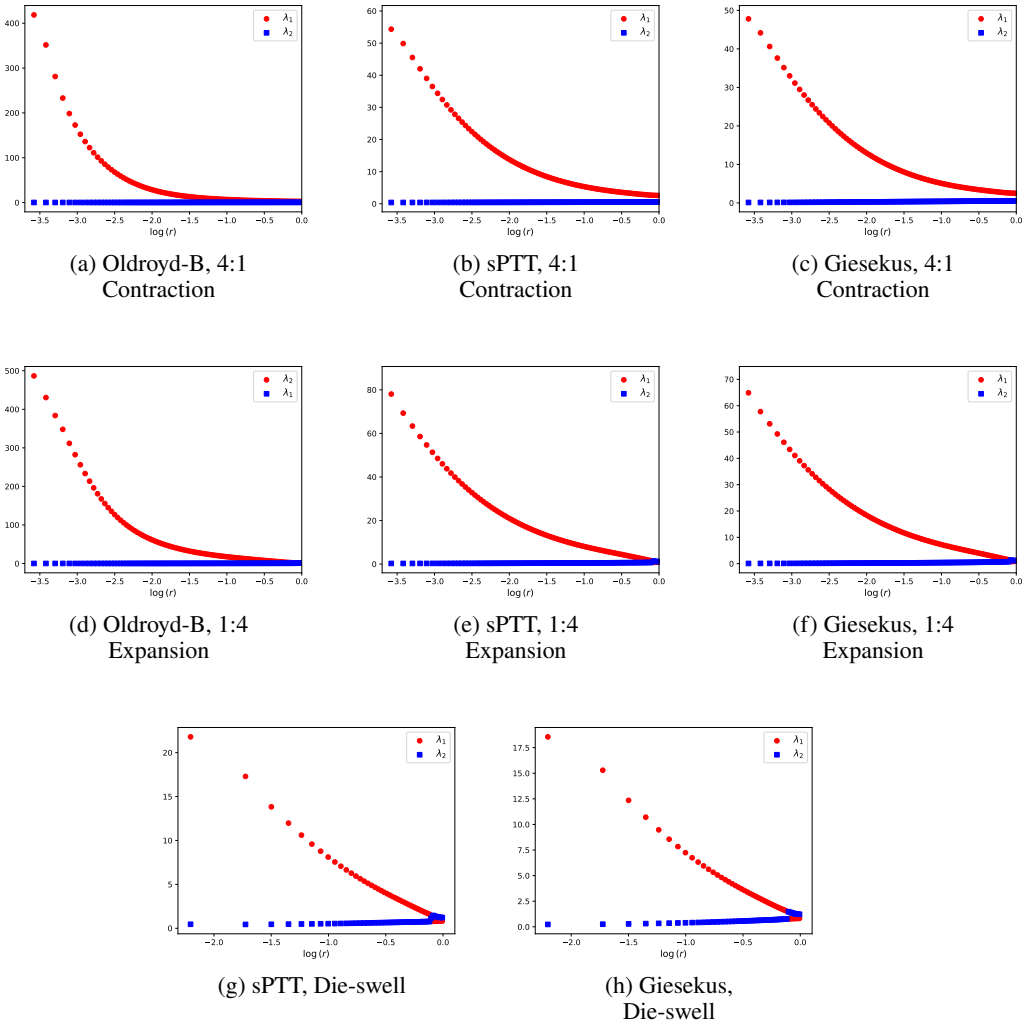 400
300
200
100
0
λ1
λ2
−3.5 −3.0 −2.5 −2.0 −1.5 −1.0 −0.5 0.0
log (r)
(a) Oldroyd-B, 4:1
Contraction
60
50
40
30
20
10
0
λ1
λ2
−3.5 −3.0 −2.5 −2.0 −1.5 −1.0 −0.5 0.0
log (r)
(b) sPTT, 4:1
Contraction
50
40
30
20
10
0
λ1
λ2
−3.5 −3.0 −2.5 −2.0 −1.5 −1.0 −0.5 0.0
log (r)
(c) Giesekus, 4:1
Contraction
500
400
300
200
100
0
λ2
λ1
−3.5 −3.0 −2.5 −2.0 −1.5 −1.0 −0.5 0.0
log (r)
(d) Oldroyd-B, 1:4
Expansion
80
60
40
20
0
λ1
λ2
−3.5 −3.0 −2.5 −2.0 −1.5 −1.0 −0.5 0.0
log (r)
(e) sPTT, 1:4
Expansion
70
60
50
40
30
20
10
0
λ1
λ2
−3.5 −3.0 −2.5 −2.0 −1.5 −1.0 −0.5 0.0
log (r)
(f) Giesekus, 1:4
Expansion
20
15
10
5
0
λ1
λ2
−2.0 −1.5 −1.0 −0.5 0.0
log (r)
(g) sPTT, Die-swell
17.5
15.0
12.5
10.0
7.5
5.0
2.5
0.0
λ1
λ2
−2.0 −1.5 −1.0 −0.5 0.0
log (r)
(h) Giesekus,
Die-swell